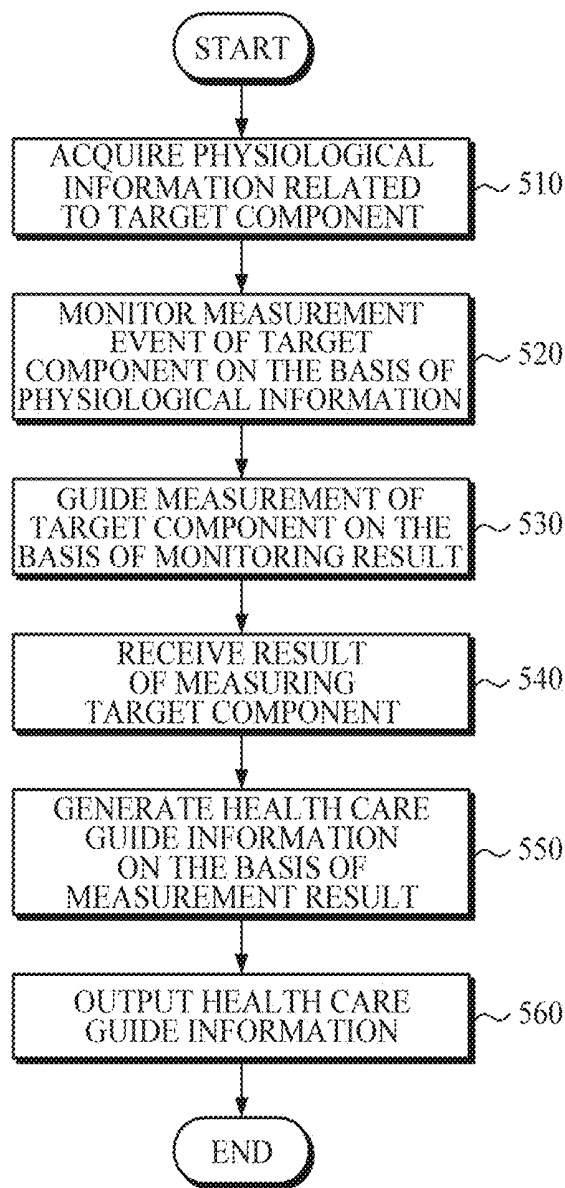 START
ACQUIRE PHYSIOLOGICAL
INFORMATION RELATED
TO TARGET COMPONENT
510
MONITOR MEASUREMENT
EVENT OF TARGET
COMPONENT ON THE BASIS OF
PHYSIOLOGICAL INFORMATION
520
GUIDE MEASUREMENT OF
TARGET COMPONENT ON THE
BASIS OF MONITORING RESULT
530
RECEIVE RESULT
OF MEASURING
TARGET COMPONENT
540
GENERATE HEALTH CARE
GUIDE INFORMATION
ON THE BASIS OF
MEASUREMENT RESULT
550
OUTPUT HEALTH CARE
GUIDE INFORMATION
560
END